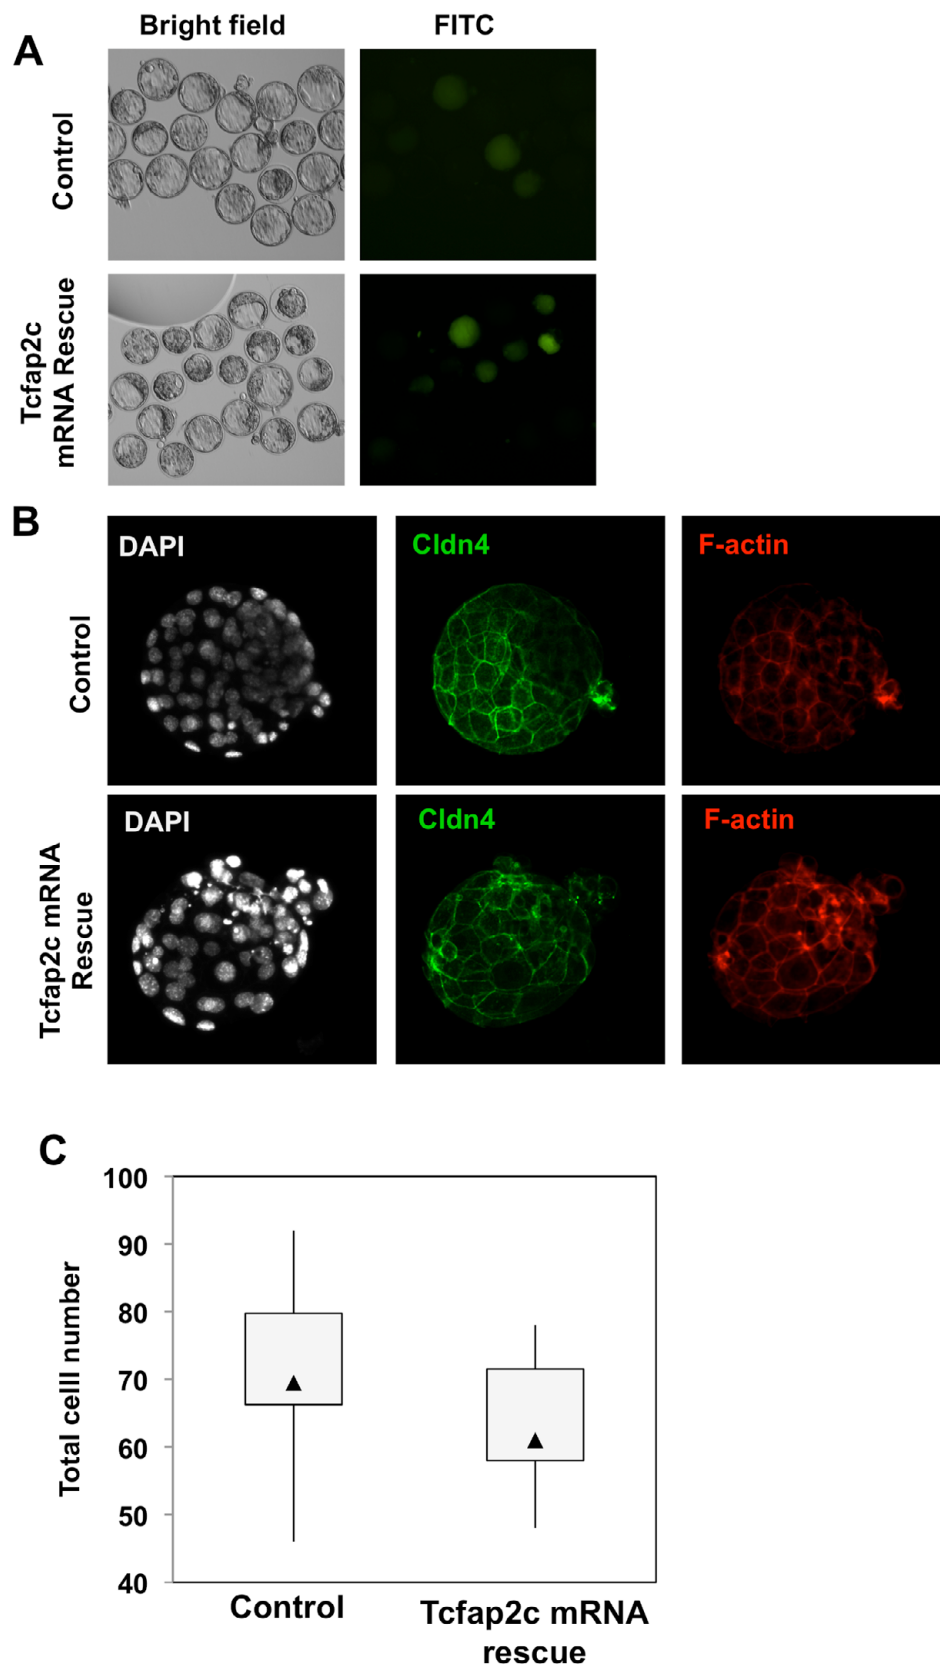 A
Bright field
FITC
Control
Tcfap2c
mRNA Rescue
B
DAPI
Cldn4
F-actin
Control
DAPI
Cldn4
F-actin
Tcfap2c mRNA
Rescue
C
Total celll number
100
90
80
70
60
50
40
Control
Tcfap2c mRNA
rescue